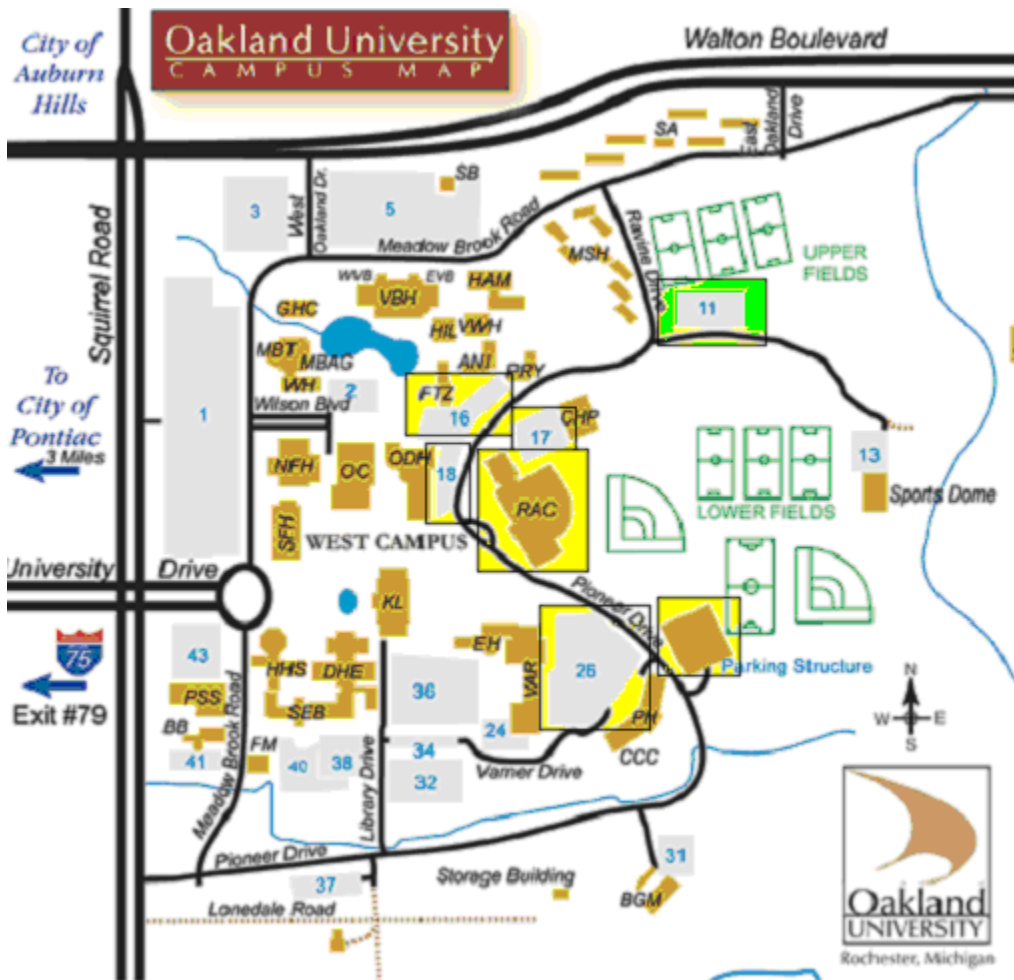 City of
Auburn
Hills
Oakland University
CAMPUS MAP
Walton Boulevard
SA
East
Oakland
Drive
SB
3
West
Oakland Dr.
5
Meadow Brook Road
Squirrel Road
MSH
Ravine Drive
UPPER
FIELDS
WVB
EVB
VBH
HAM
GHC
11
HIL
VWH
MBT
MBAG
ANI
PRY
To
City of
Pontiac
3 Miles
WH
2
FTZ
Wilson Blvd
1
16
17
CHP
NFH
OC
ODH
18
13
Sports Dome
RAC
LOWER FIELDS
SFH
WEST CAMPUS
University Drive
KL
Pioneer Drive
75
Exit #79
43
HHS
DHE
EH
VAR
26
Parking Structure
N
W E
S
PSS
SEB
36
PH
BB
FM
24
CCC
41
40
38
34
32
Varner Drive
Meadow Brook Road
Library Drive
Pioneer Drive
31
37
Storage Building
BGM
Lonedale Road
Oakland
UNIVERSITY
Rochester, Michigan